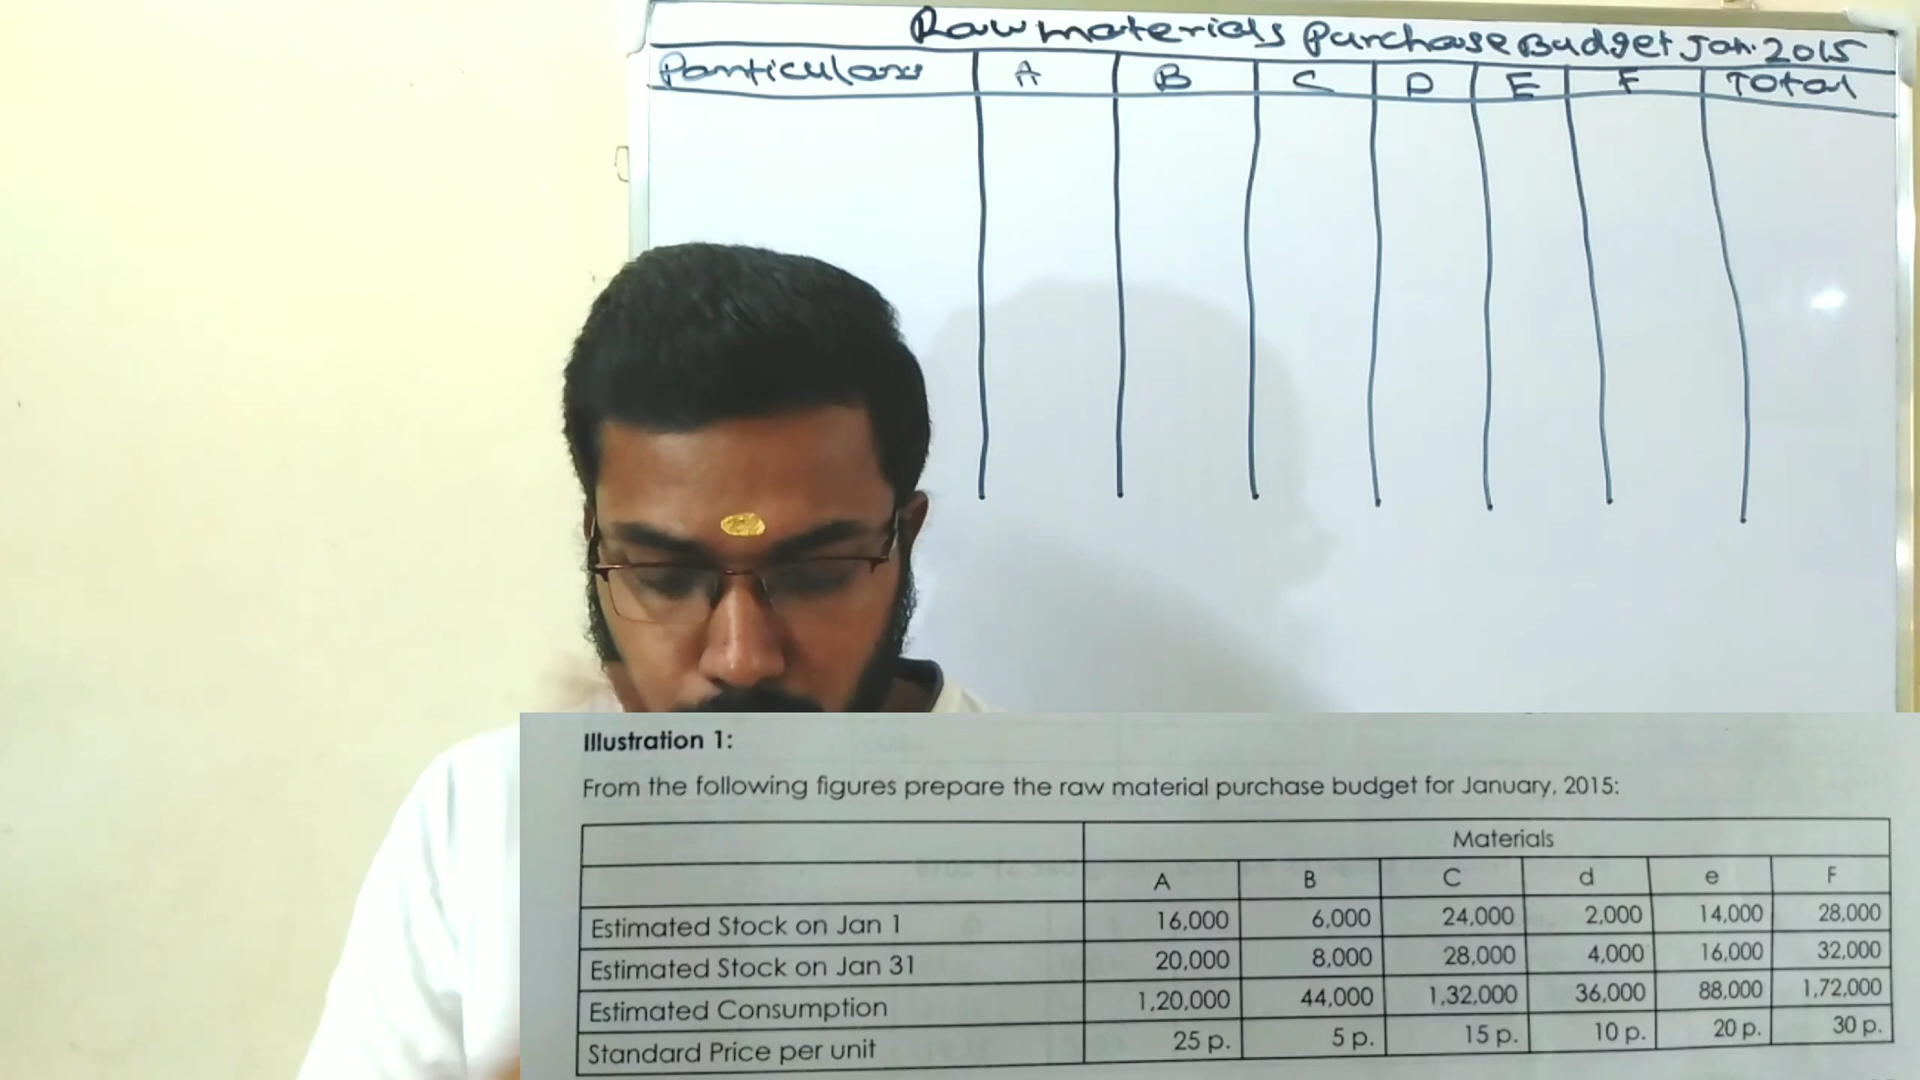 Raw materials Purchase Budget Jan. 2015
Particulars A B C D E F Total
Illustration 1:
From the following figures prepare the raw material purchase budget for January, 2015:
Materials
A B C d e F
Estimated Stock on Jan 1 16,000 6,000 24,000 2,000 14,000 28,000
Estimated Stock on Jan 31 20,000 8,000 28,000 4,000 16,000 32,000
Estimated Consumption 1,20,000 44,000 1,32,000 36,000 88,000 1,72,000
Standard Price per unit 25 p. 5 p. 15 p. 10 p. 20 p. 30 p.